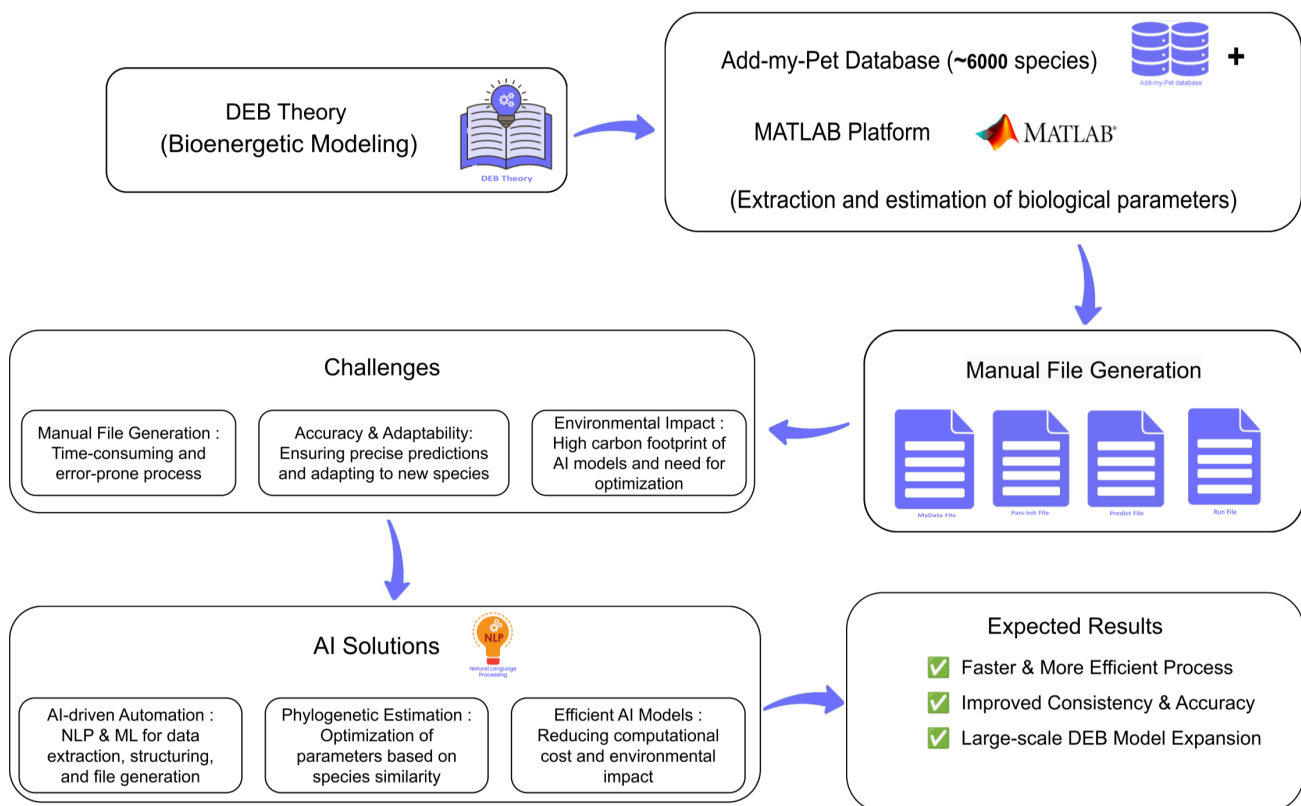 DEB Theory
(Bioenergetic Modeling)
DEB Theory
Add-my-Pet Database (~6000 species)
Add-my-Pet database
+
MATLAB Platform
MATLAB®
(Extraction and estimation of biological parameters)
Manual File Generation
MyData File
Pars-init File
Predict File
Run File
Challenges
Manual File Generation :
Time-consuming and
error-prone process
Accuracy & Adaptability:
Ensuring precise predictions
and adapting to new species
Environmental Impact :
High carbon footprint of
AI models and need for
optimization
AI Solutions
NLP
Natural Language
Processing
AI-driven Automation :
NLP & ML for data
extraction, structuring,
and file generation
Phylogenetic Estimation :
Optimization of
parameters based on
species similarity
Efficient AI Models :
Reducing computational
cost and environmental
impact
Expected Results
✅ Faster & More Efficient Process
✅ Improved Consistency & Accuracy
✅ Large-scale DEB Model Expansion